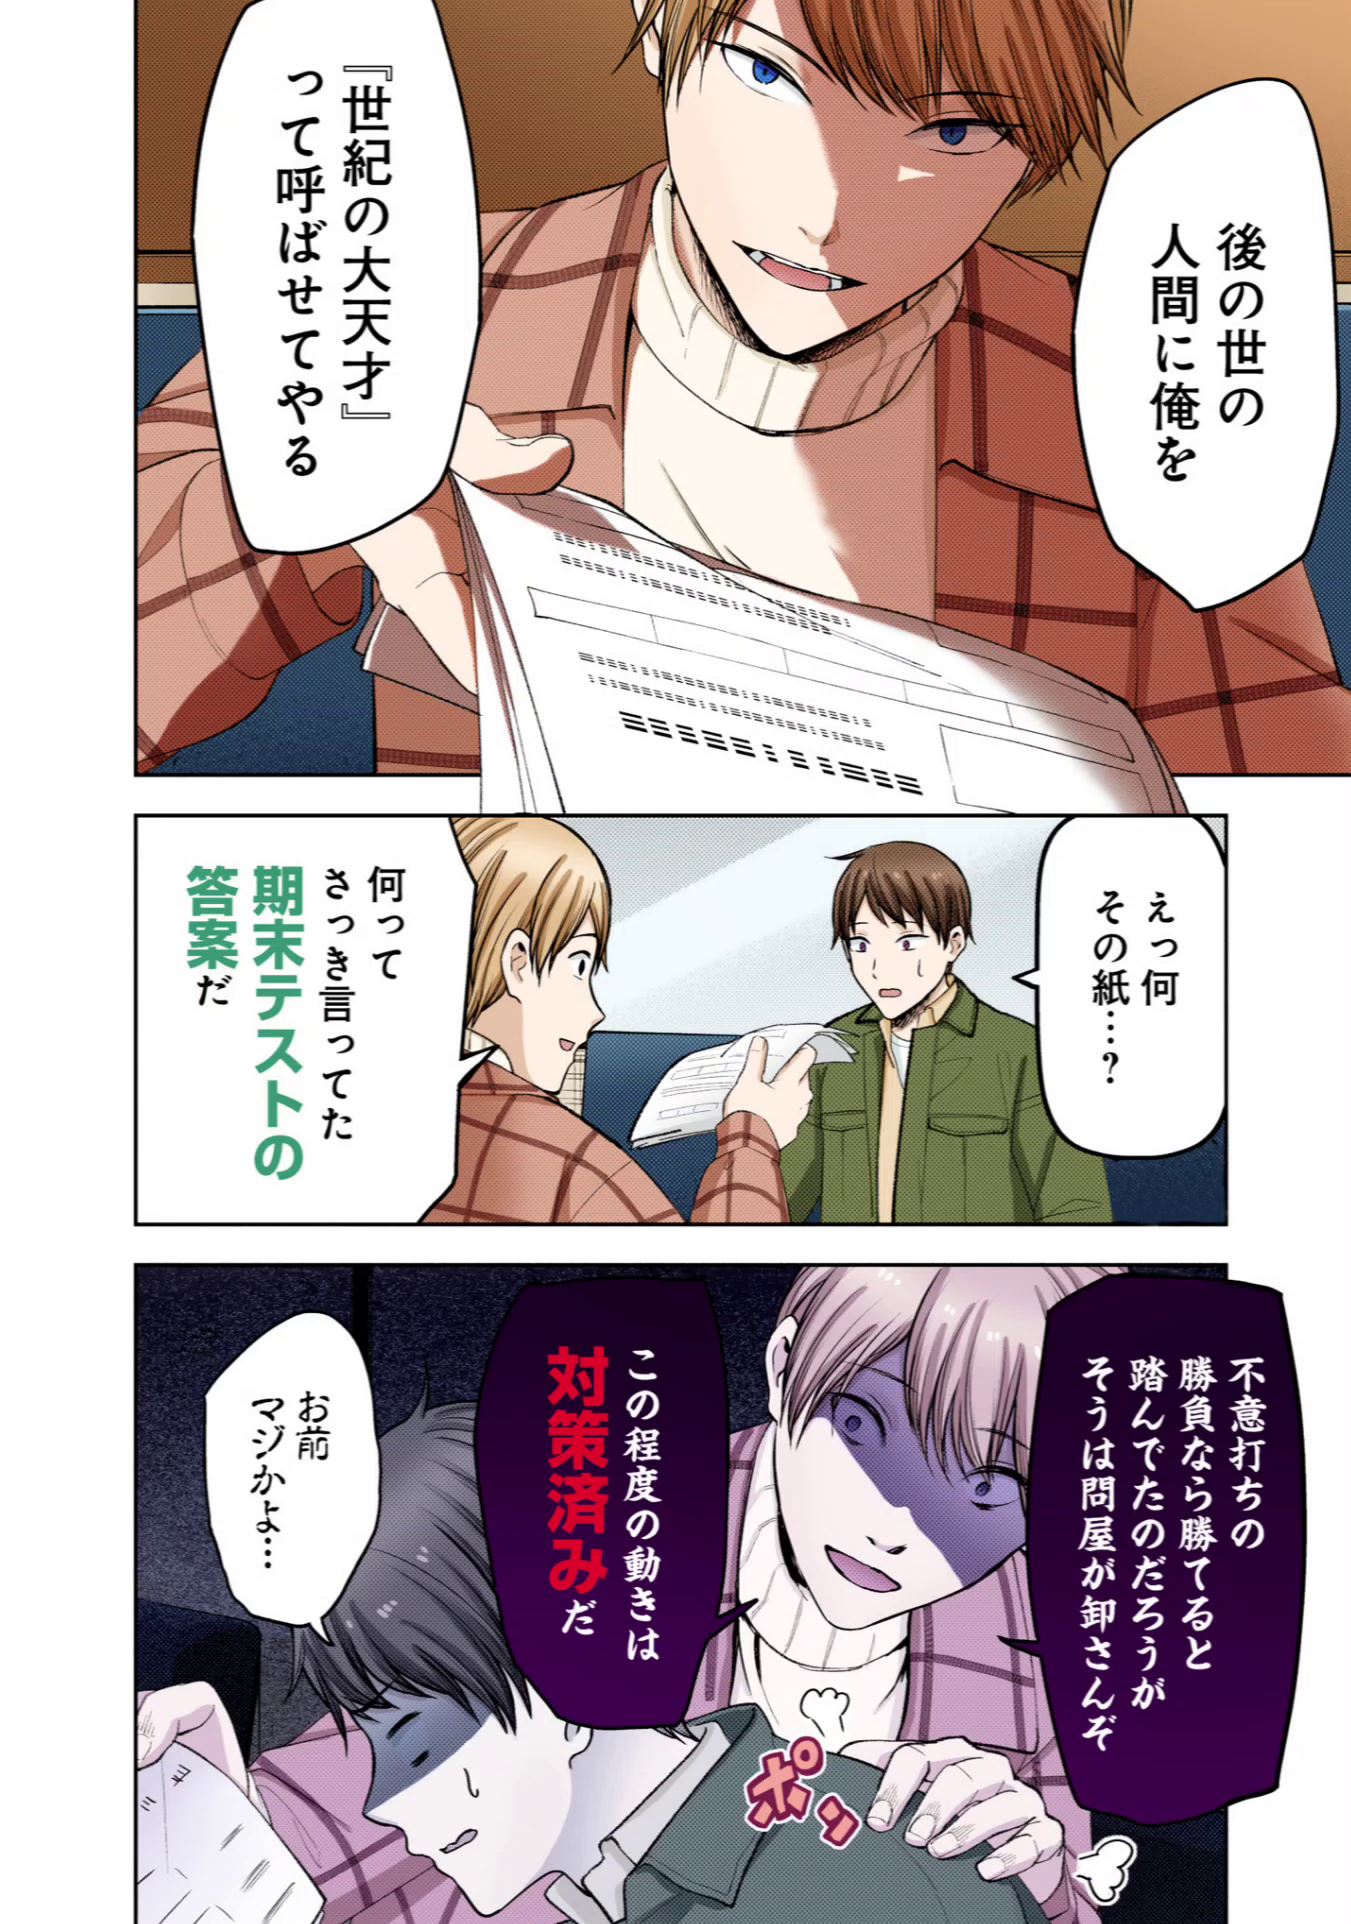 後の世の
人間に俺を
『世紀の大天才』
って呼ばせてやる
えっ何
その紙…?
何って
さっき言ってた
期末テストの
答案だ
不意打ちの
勝負なら勝てると
踏んでたのだろうが
そうは問屋が卸さんぞ
この程度の動きは
対策済みだ
お前
マジかよ…
ポン